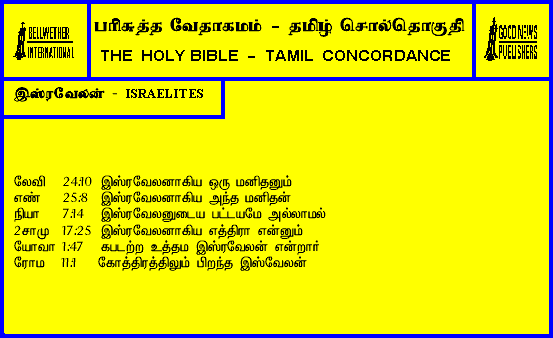 BELLWETHER
INTERNATIONAL
பரிசுத்த வேதாகமம் - தமிழ் சொல்தொகுதி
THE HOLY BIBLE - TAMIL CONCORDANCE
GOOD NEWS
PUBLISHERS
இஸ்ரவேலன் - ISRAELITES
லேவி 24:10 இஸ்ரவேலனாகிய ஒரு மனிதனும்
எண் 25:8 இஸ்ரவேலனாகிய அந்த மனிதன்
நியா 7:14 இஸ்ரவேலனுடைய பட்டயமே அல்லாமல்
2சாமு 17:25 இஸ்ரவேலனாகிய எத்திரா என்னும்
யோவா 1:47 கபடற்ற உத்தம இஸ்ரவேலன் என்றார்
ரோம 11:1 கோத்திரத்திலும் பிறந்த இஸ்வேலன்